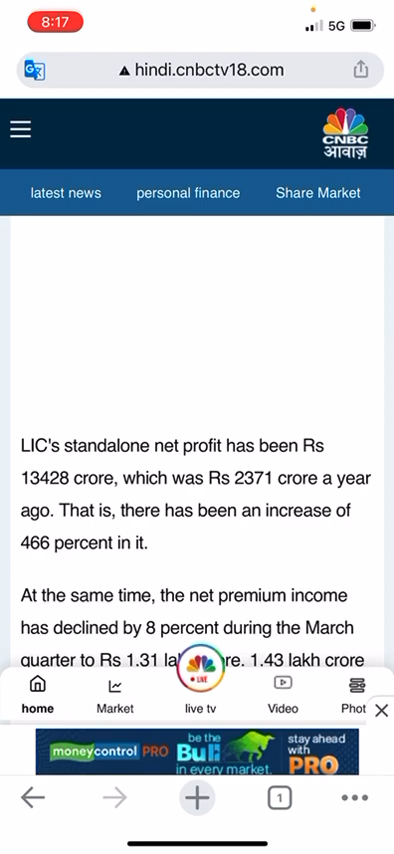 8:17
5G
hindi.cnbctv18.com
CNBC
आवाज़
latest news personal finance Share Market
LIC's standalone net profit has been Rs
13428 crore, which was Rs 2371 crore a year
ago. That is, there has been an increase of
466 percent in it.
At the same time, the net premium income
has declined by 8 percent during the March
quarter to Rs 1.31 1.43 lakh crore
LIVE
home Market live tv Video Phot
moneycontrol PRO be the Bull in every market. stay ahead with PRO
1